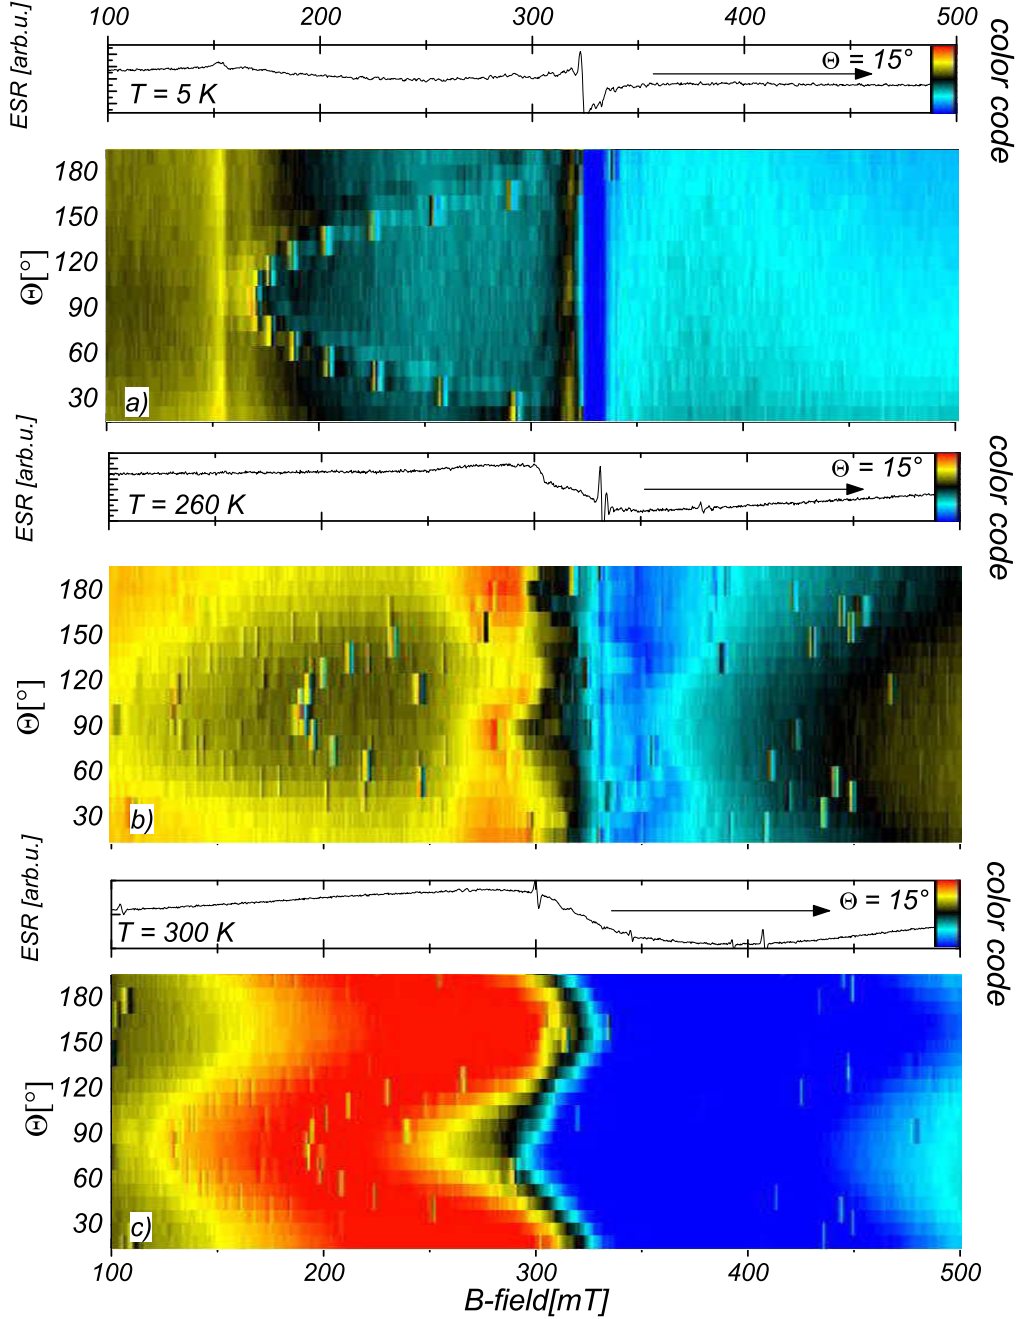 100 200 300 400 500
ESR [arb.u.]
T = 5 K
Θ = 15°
color code
180
150
120
90
60
30
Θ[°]
a)
ESR [arb.u.]
T = 260 K
Θ = 15°
color code
180
150
120
90
60
30
Θ[°]
b)
ESR [arb.u.]
T = 300 K
Θ = 15°
color code
180
150
120
90
60
30
Θ[°]
c)
100 200 300 400 500
B-field[mT]